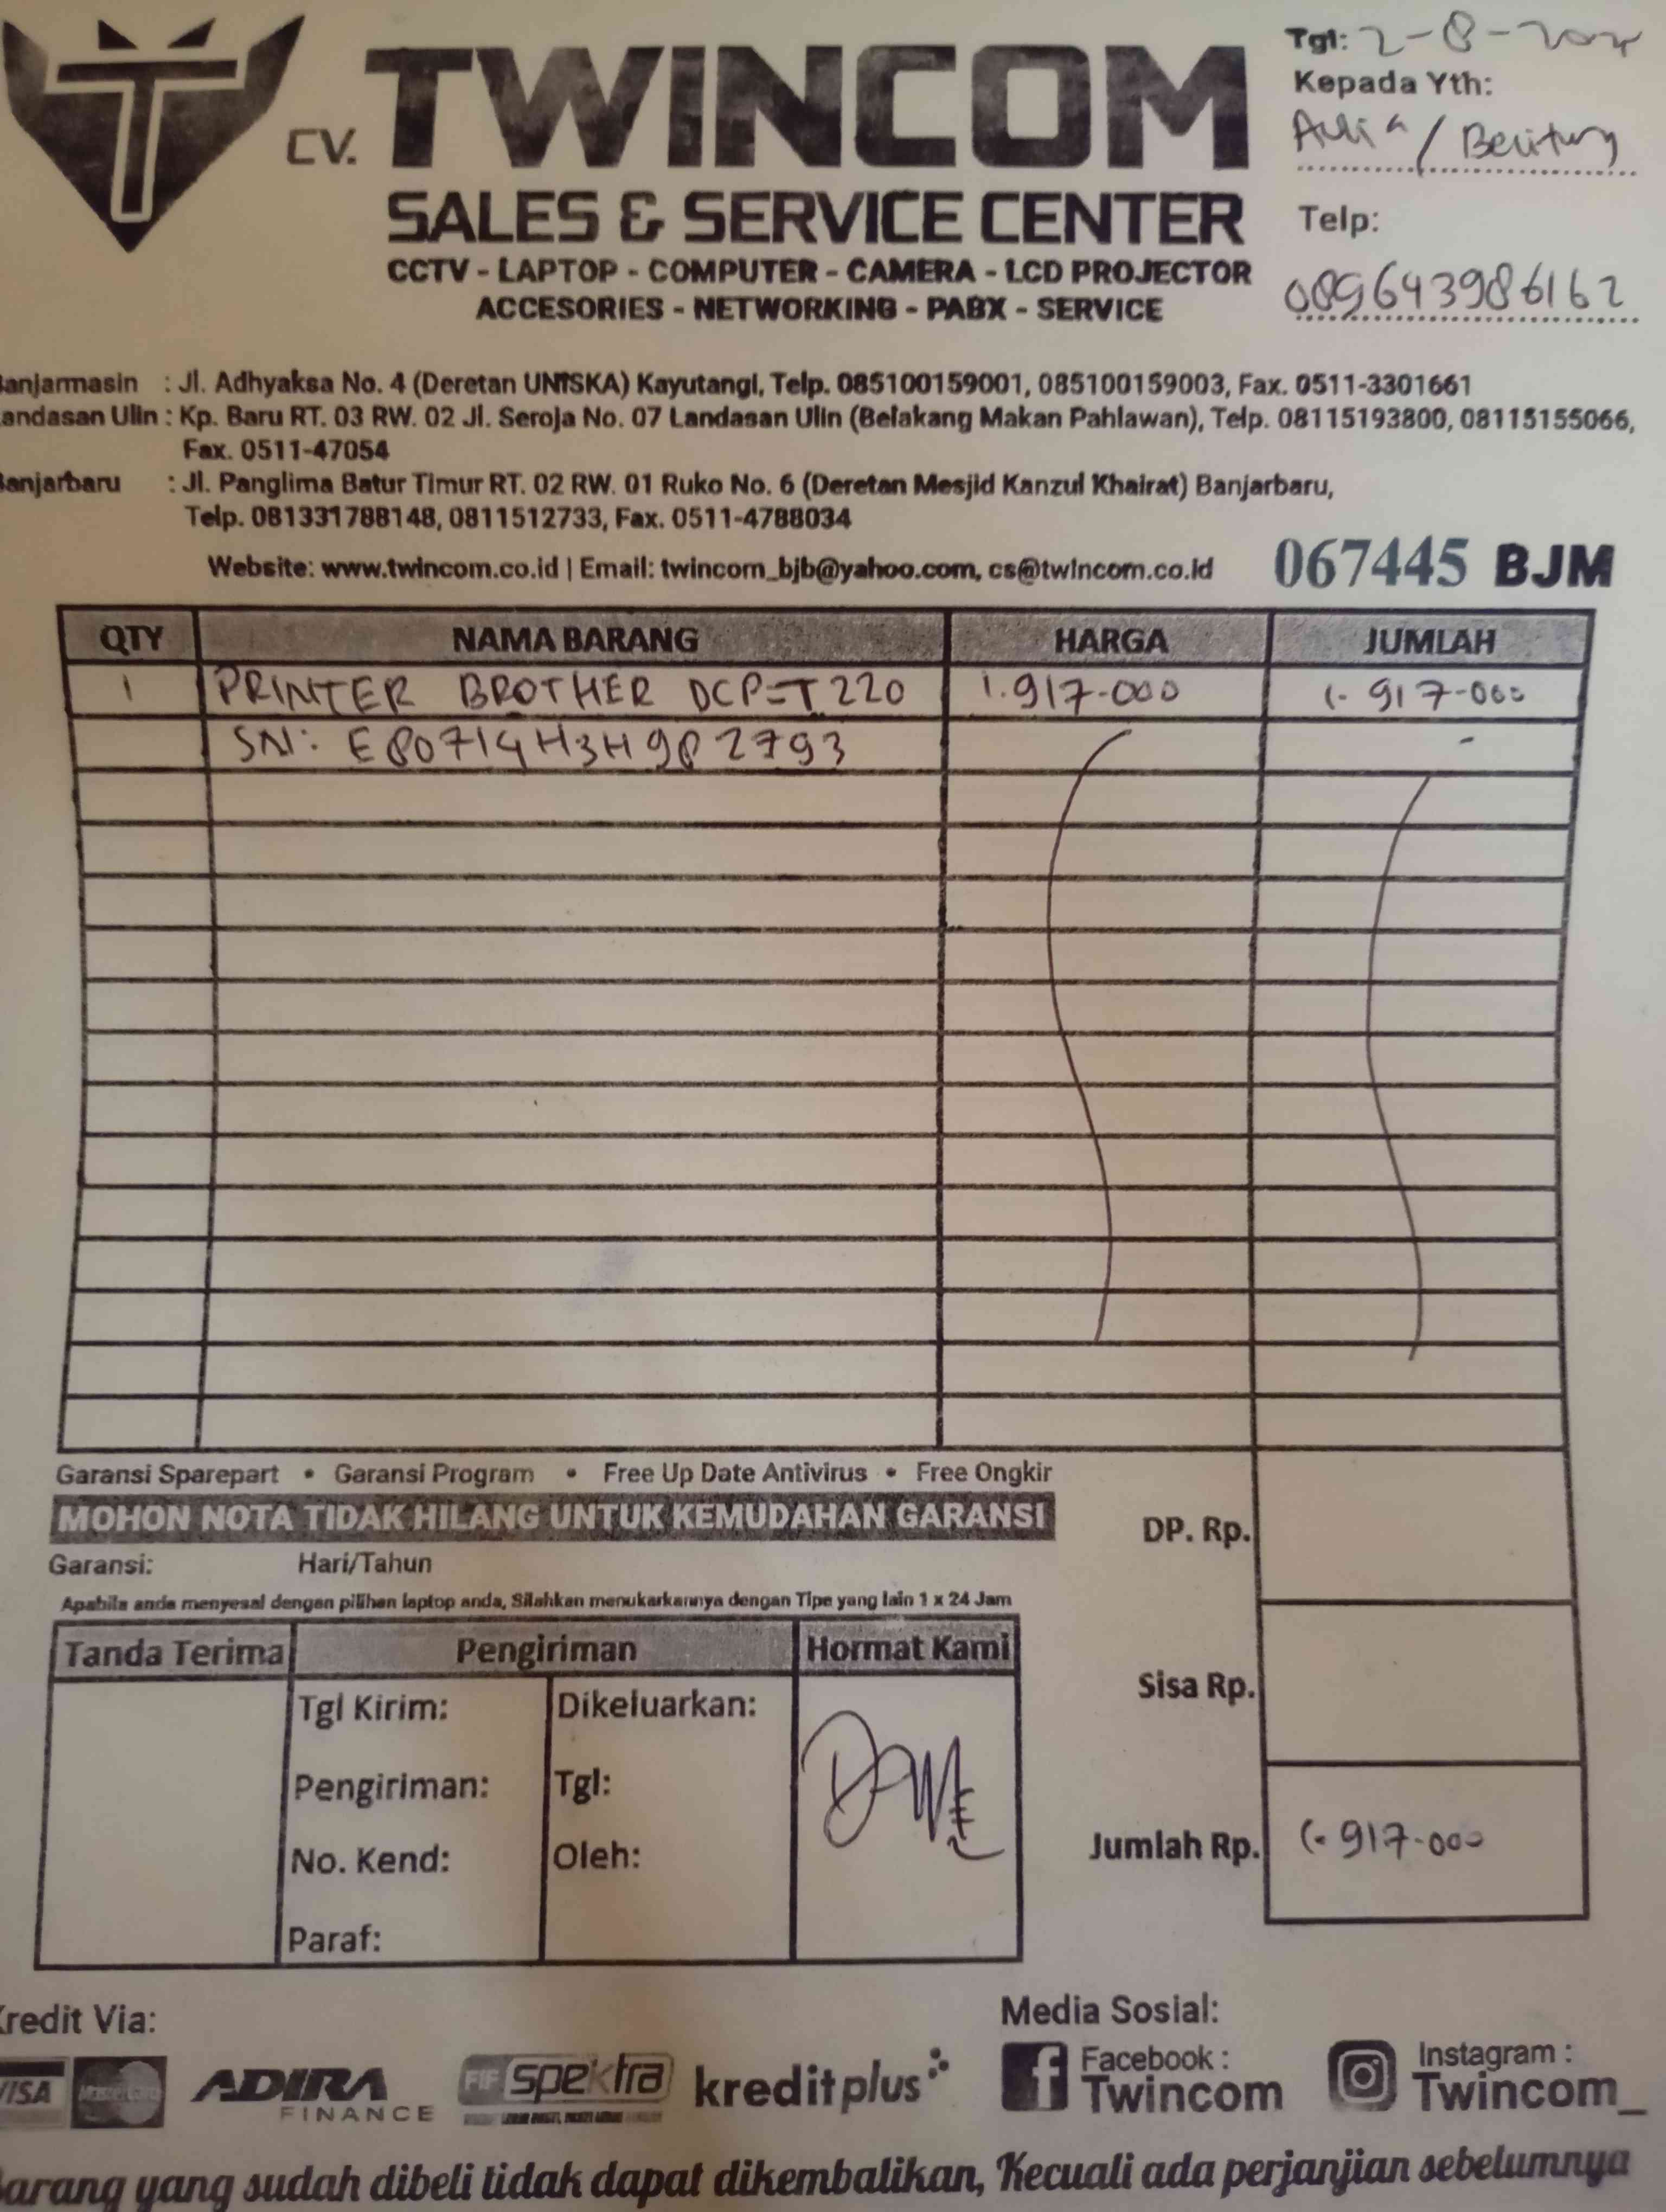 Tgl: 2-8-202
Kepada Yth:
CV. TWINCOM
Aulia / Belitung
SALES & SERVICE CENTER
Telp:
CCTV - LAPTOP - COMPUTER - CAMERA - LCD PROJECTOR
089643986162
ACCESORIES - NETWORKING - PABX - SERVICE
anjarmasin : Jl. Adhyaksa No. 4 (Deretan UNISKA) Kayutangi, Telp. 085100159001, 085100159003, Fax. 0511-3301661
andasan Ulin : Kp. Baru RT. 03 RW. 02 Jl. Seroja No. 07 Landasan Ulin (Belakang Makan Pahlawan), Telp. 08115193800, 08115155066,
Fax. 0511-47054
Banjarbaru : Jl. Panglima Batur Timur RT. 02 RW. 01 Ruko No. 6 (Deretan Mesjid Kanzul Khairat) Banjarbaru,
Telp. 081331788148, 0811512733, Fax. 0511-4788034
Website: www.twincom.co.id | Email: twincom_bjb@yahoo.com, cs@twincom.co.id
067445 BJM
QTY NAMA BARANG HARGA JUMLAH
1 PRINTER BROTHER DCP-T220 1.917.000 1.917.000
SN: E80714H3H982793 -
Garansi Sparepart • Garansi Program • Free Up Date Antivirus • Free Ongkir
MOHON NOTA TIDAK HILANG UNTUK KEMUDAHAN GARANSI
DP. Rp.
Garansi: Hari/Tahun
Apabila anda menyesal dengan pilihan laptop anda, Silahkan menukarkannya dengan Tipe yang lain 1 x 24 Jam
Tanda Terima Pengiriman Hormat Kami
Sisa Rp.
Tgl Kirim: Dikeluarkan:
Pengiriman: Tgl:
Jumlah Rp. 1.917.000
No. Kend: Oleh:
Paraf:
Kredit Via:
Media Sosial:
VISA MasterCard ADIRA FINANCE FIF spektra kreditplus
Facebook :
Twincom
Instagram :
Twincom_
arang yang sudah dibeli tidak dapat dikembalikan, Kecuali ada perjanjian sebelumnya